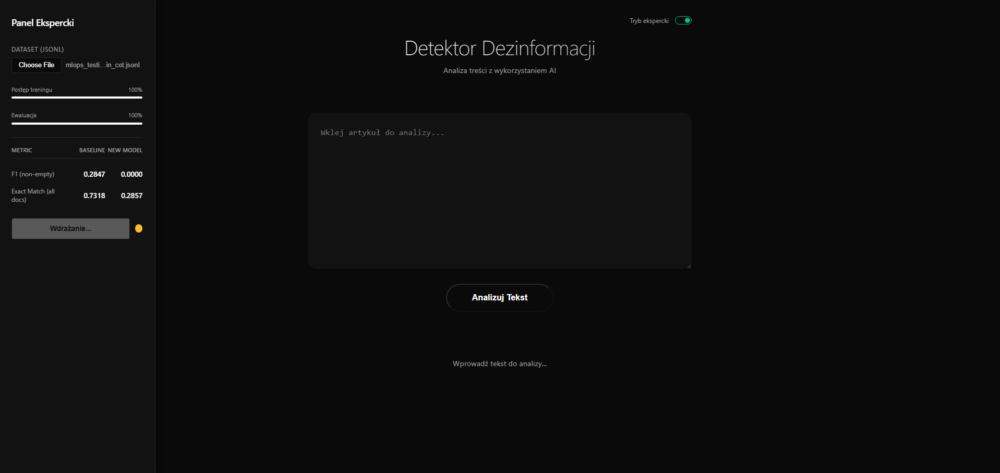 Panel Ekspercki
DATASET (JSONL)
Choose File mlops_testi...in_cot.jsonl
Postęp treningu 100%
Ewaluacja 100%
METRIC BASELINE NEW MODEL
F1 (non-empty) 0.2847 0.0000
Exact Match (all
docs) 0.7318 0.2857
Wdrażanie...
Tryb ekspercki
Detektor Dezinformacji
Analiza treści z wykorzystaniem AI
Wklej artykuł do analizy...
Analizuj Tekst
Wprowadź tekst do analizy...